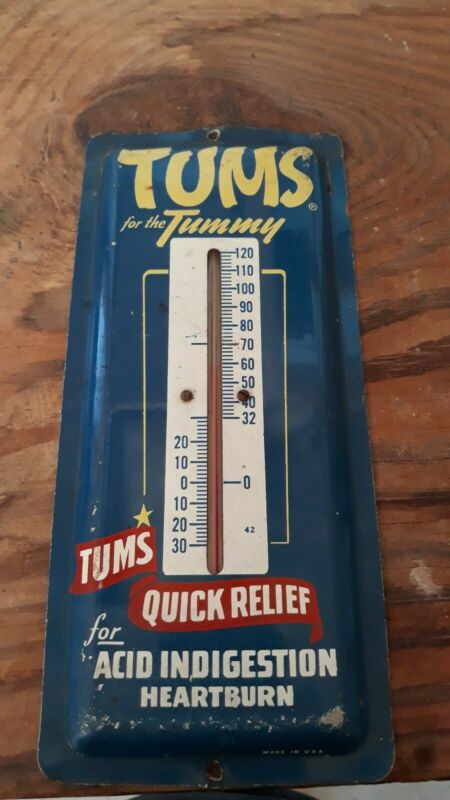 TUMS®
for the Tummy
120
110
100
90
80
70
60
50
40
32
20
10
0 0
10
20
30 42
TUMS
QUICK RELIEF
for
ACID INDIGESTION
HEARTBURN
MADE IN U.S.A.